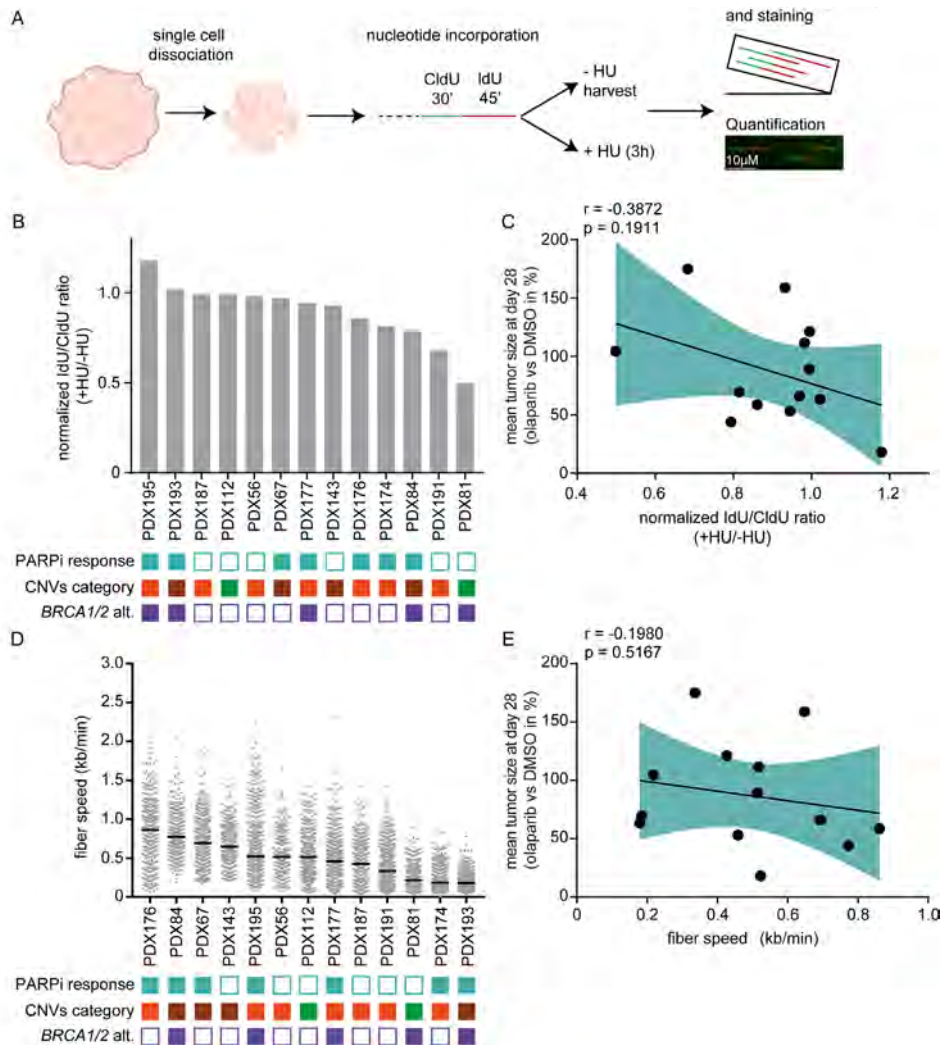 A
single cell
dissociation
nucleotide incorporation
CldU
30'
IdU
45'
- HU
harvest
+ HU (3h)
and staining
Quantification
10µM
B
normalized IdU/CldU ratio
(+HU/-HU)
1.0
0.5
0
PDX195
PDX193
PDX187
PDX112
PDX56
PDX67
PDX177
PDX143
PDX176
PDX174
PDX84
PDX191
PDX81
PARPi response
CNVs category
BRCA1/2 alt.
C
r = -0.3872
p = 0.1911
mean tumor size at day 28
(olaparib vs DMSO in %)
200
150
100
50
0
0.4 0.6 0.8 1.0 1.2
normalized IdU/CldU ratio
(+HU/-HU)
D
fiber speed (kb/min)
3.0
2.5
2.0
1.5
1.0
0.5
0
PDX176
PDX84
PDX67
PDX143
PDX195
PDX56
PDX112
PDX177
PDX187
PDX191
PDX81
PDX174
PDX193
PARPi response
CNVs category
BRCA1/2 alt.
E
r = -0.1980
p = 0.5167
mean tumor size at day 28
(olaparib vs DMSO in %)
200
150
100
50
0
0 0.2 0.4 0.6 0.8 1.0
fiber speed (kb/min)